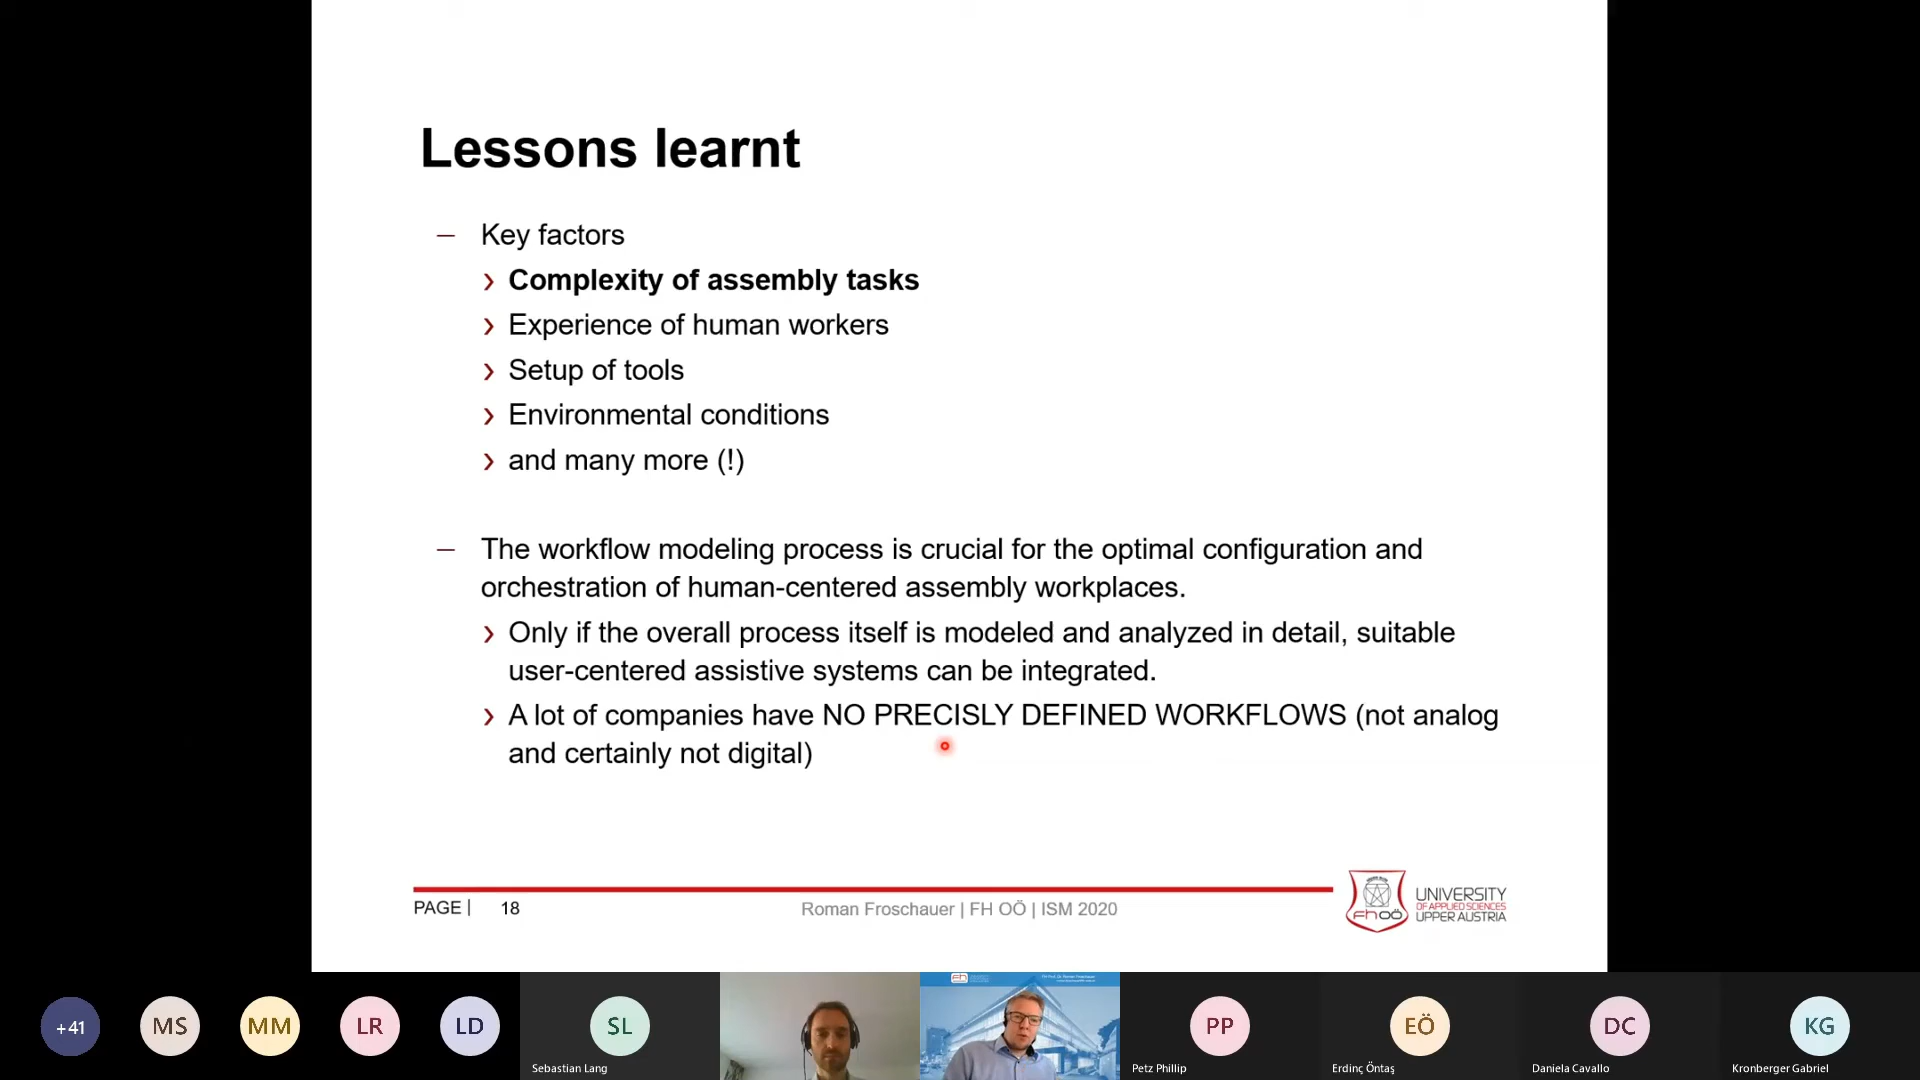 Lessons learnt
– Key factors
› Complexity of assembly tasks
› Experience of human workers
› Setup of tools
› Environmental conditions
› and many more (!)
– The workflow modeling process is crucial for the optimal configuration and
orchestration of human-centered assembly workplaces.
› Only if the overall process itself is modeled and analyzed in detail, suitable
user-centered assistive systems can be integrated.
› A lot of companies have NO PRECISLY DEFINED WORKFLOWS (not analog
and certainly not digital)
PAGE | 18
Roman Froschauer | FH OÖ | ISM 2020
fh oö
UNIVERSITY
OF APPLIED SCIENCES
UPPER AUSTRIA
+41
MS
MM
LR
LD
SL
Sebastian Lang
PP
Petz Phillip
EÖ
Erdinç Öntaş
DC
Daniela Cavallo
KG
Kronberger Gabriel